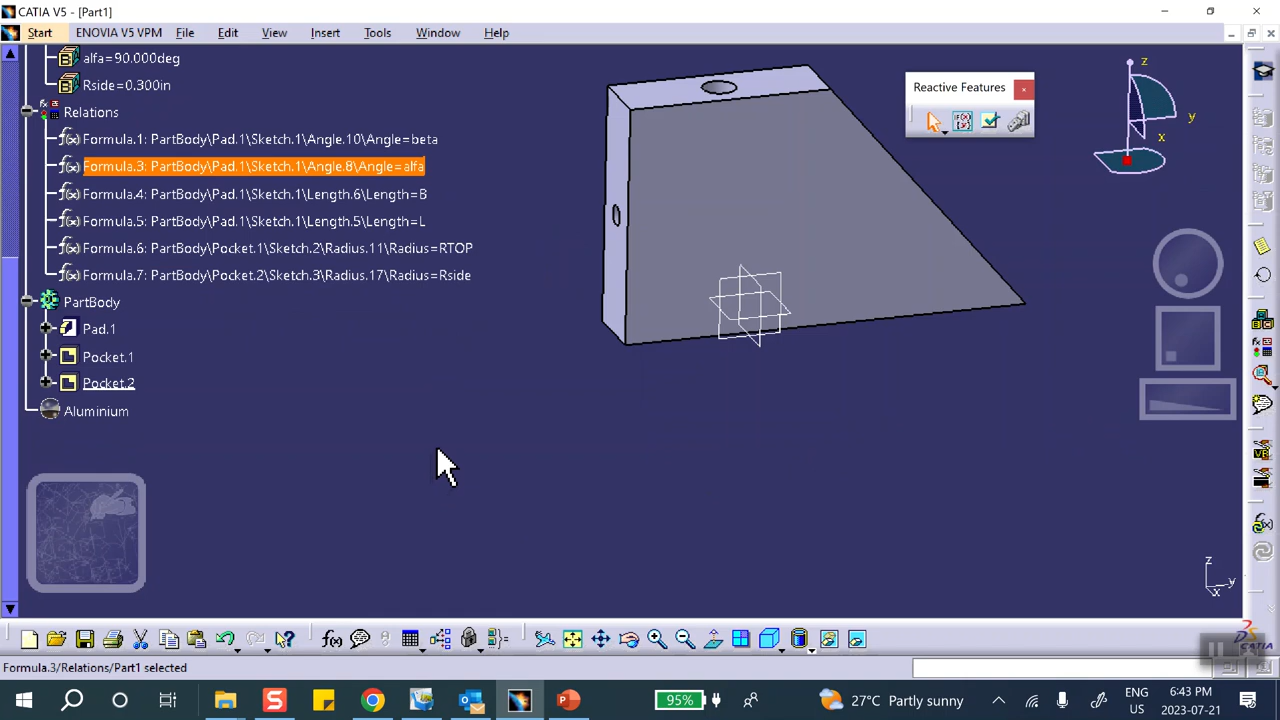 CATIA V5 - [Part1]
Start ENOVIA V5 VPM File Edit View Insert Tools Window Help
alfa=90.000deg
Rside=0.300in
Relations
Formula.1: PartBody\Pad.1\Sketch.1\Angle.10\Angle=beta
Formula.3: PartBody\Pad.1\Sketch.1\Angle.8\Angle=alfa
Formula.4: PartBody\Pad.1\Sketch.1\Length.6\Length=B
Formula.5: PartBody\Pad.1\Sketch.1\Length.5\Length=L
Formula.6: PartBody\Pocket.1\Sketch.2\Radius.11\Radius=RTOP
Formula.7: PartBody\Pocket.2\Sketch.3\Radius.17\Radius=Rside
PartBody
Pad.1
Pocket.1
Pocket.2
Aluminium
Reactive Features
z
y
x
z
y
x
CATIA
Formula.3/Relations/Part1 selected
95%
27°C Partly sunny
ENG
US
6:43 PM
2023-07-21